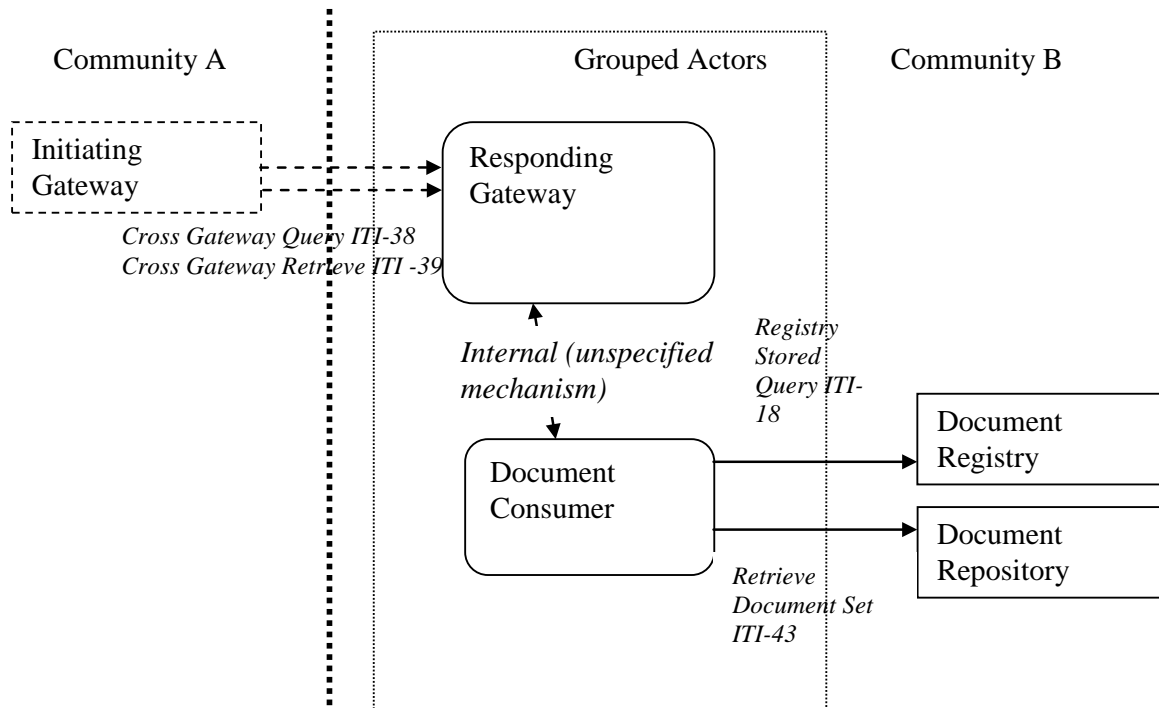 Community A
Grouped Actors
Community B
Initiating
Gateway
Responding
Gateway
Cross Gateway Query ITI-38
Cross Gateway Retrieve ITI -39
Internal (unspecified
mechanism)
Registry
Stored
Query ITI-
18
Document
Registry
Document
Consumer
Document
Repository
Retrieve
Document Set
ITI-43